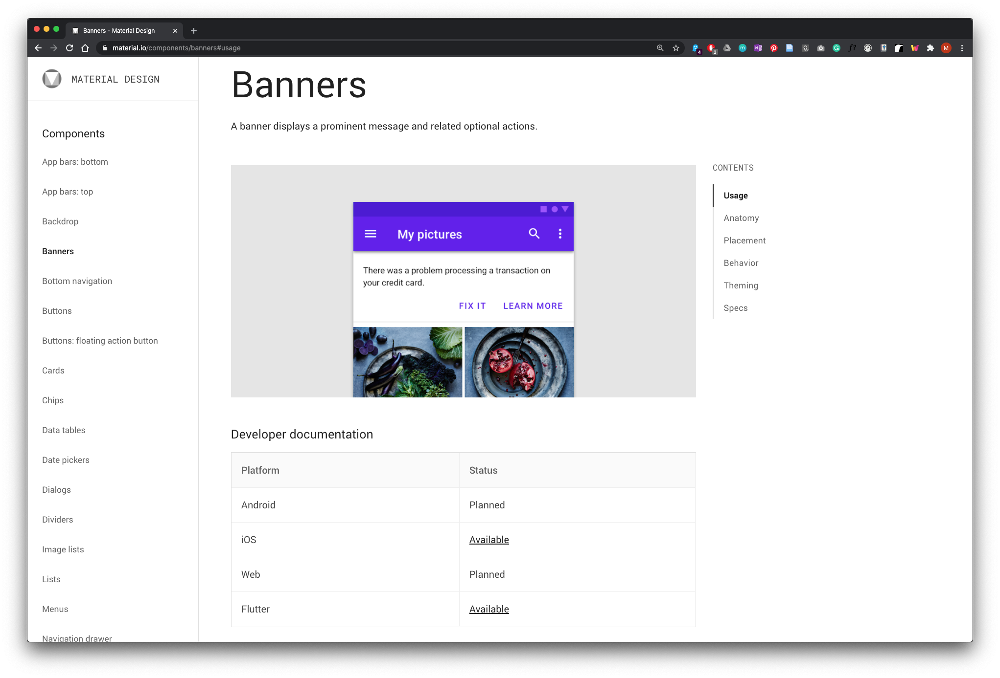 Banners - Material Design
material.io/components/banners#usage
4
2
m
N
f?
M
MATERIAL DESIGN
Components
App bars: bottom
App bars: top
Backdrop
Banners
Bottom navigation
Buttons
Buttons: floating action button
Cards
Chips
Data tables
Date pickers
Dialogs
Dividers
Image lists
Lists
Menus
Navigation drawer
Banners
A banner displays a prominent message and related optional actions.
My pictures
There was a problem processing a transaction on
your credit card.
FIX IT LEARN MORE
Developer documentation
Platform Status
Android Planned
iOS Available
Web Planned
Flutter Available
CONTENTS
Usage
Anatomy
Placement
Behavior
Theming
Specs